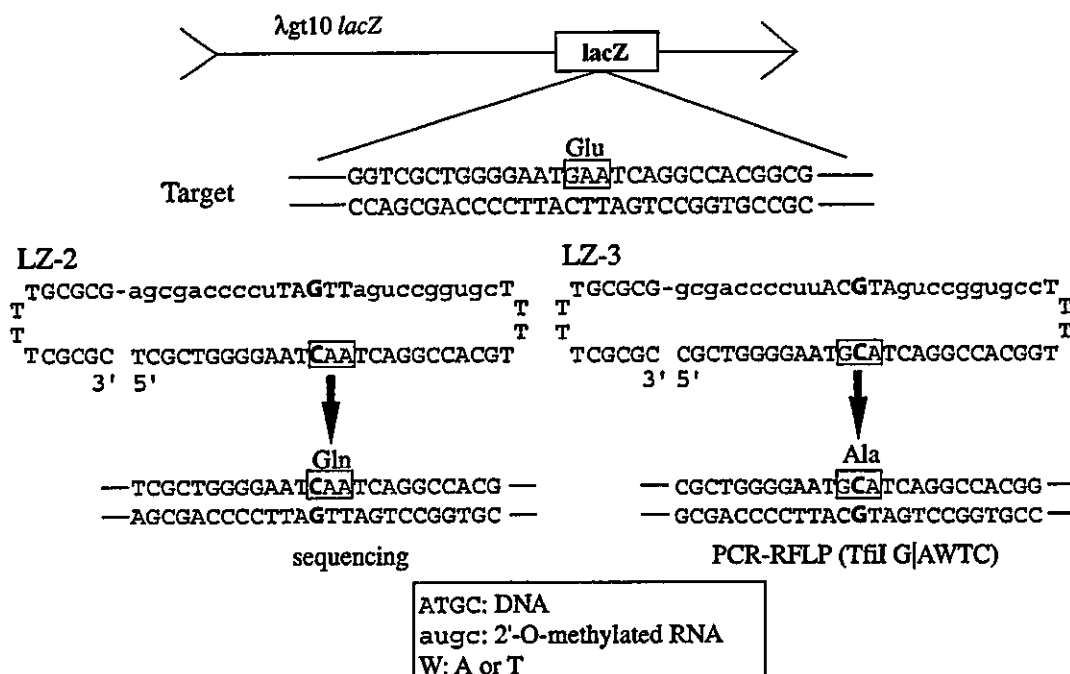 λgt10 lacZ
lacZ
Glu
GGTCGCTGGGGAATGAATCAGGCCACGGCG
Target
CCAGCGACCCCTTACTTAGTCCGGTGCCGC
LZ-2
TGCGCG-agcgaccccuTAGTTaguccggugcT
T T
T T
TCGCGC TCGCTGGGGAATCAATCAGGCCACGT
3' 5'
LZ-3
TGCGCG-gcgaccccuuACGTAguccggugccT
T T
T T
TCGCGC CGCTGGGGAATGCATCAGGCCACGGT
3' 5'
Gln
TCGCTGGGGAATCAATCAGGCCACG
AGCGACCCCTTAGTTAGTCCGGTGC
sequencing
Ala
CGCTGGGGAATGCATCAGGCCACGG
GCGACCCCTTACGTAGTCCGGTGCC
PCR-RFLP (TfiI G|AWTC)
ATGC: DNA
augc: 2'-O-methylated RNA
W: A or T